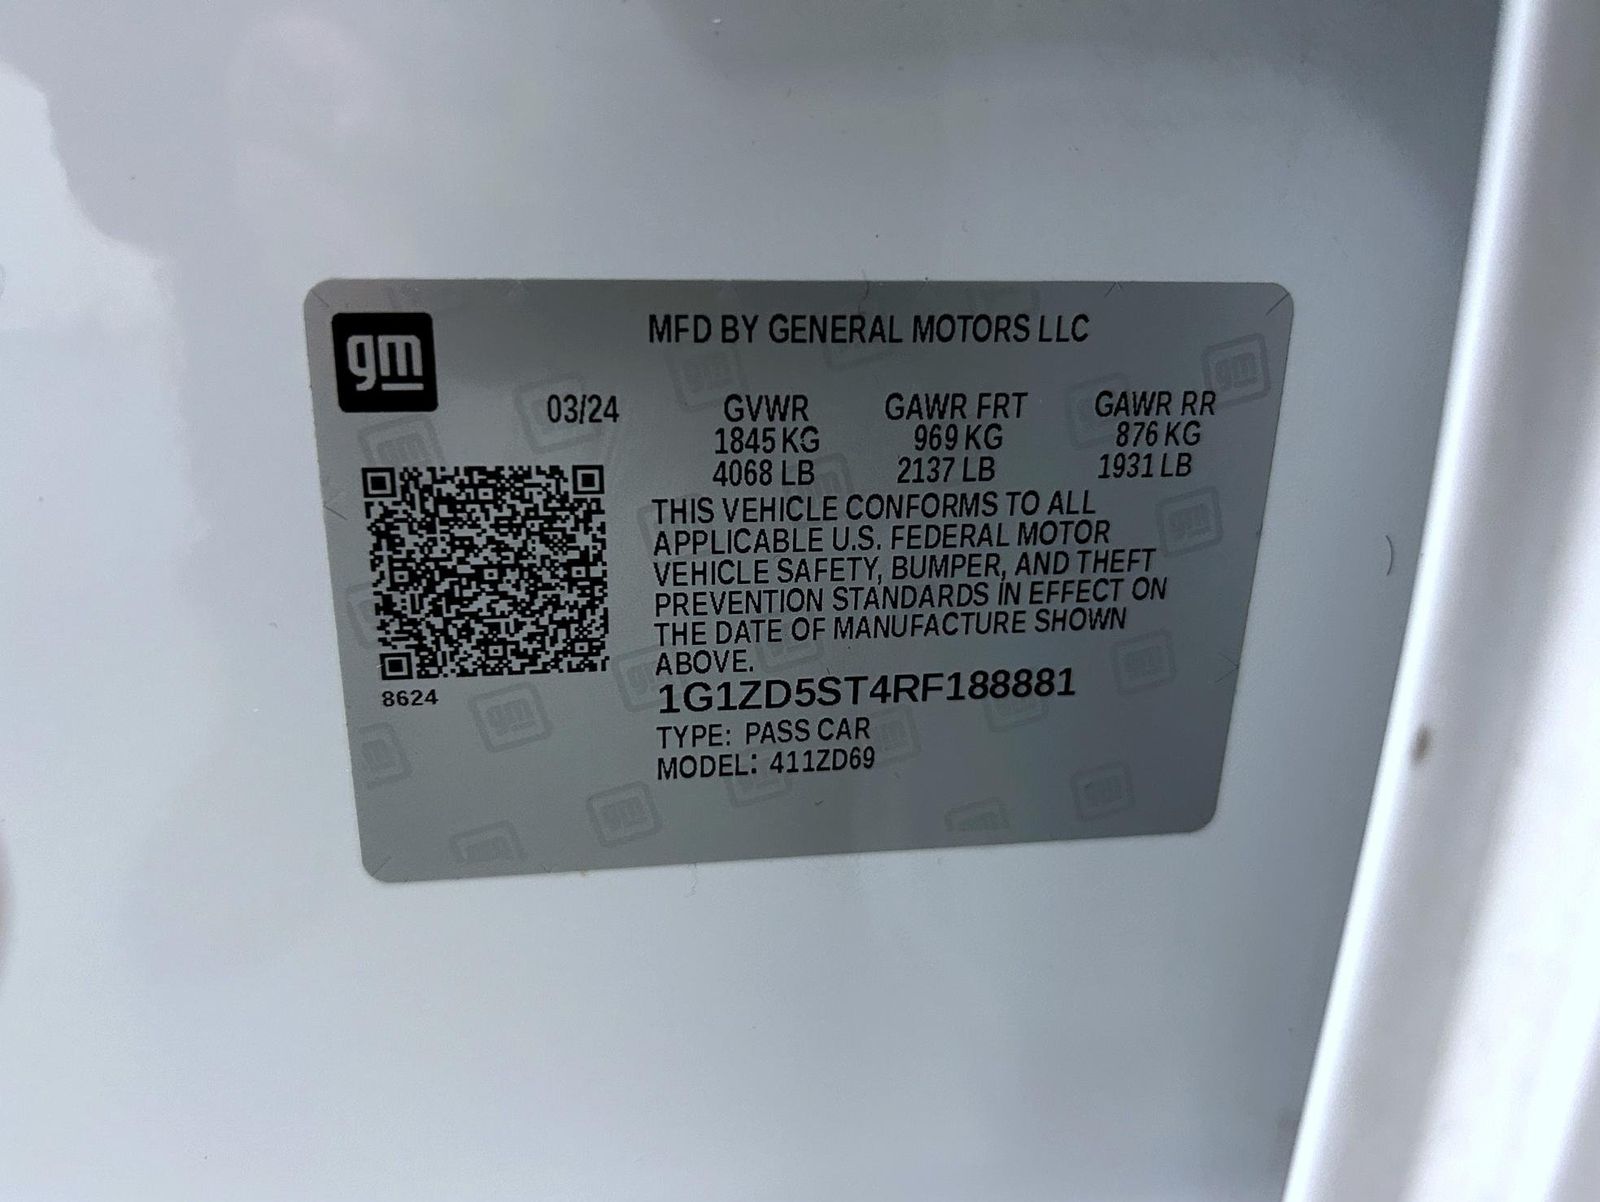 gm
MFD BY GENERAL MOTORS LLC
03/24 GVWR GAWR FRT GAWR RR
1845 KG 969 KG 876 KG
4068 LB 2137 LB 1931 LB
THIS VEHICLE CONFORMS TO ALL
APPLICABLE U.S. FEDERAL MOTOR
VEHICLE SAFETY, BUMPER, AND THEFT
PREVENTION STANDARDS IN EFFECT ON
THE DATE OF MANUFACTURE SHOWN
ABOVE.
8624
1G1ZD5ST4RF188881
TYPE: PASS CAR
MODEL: 411ZD69